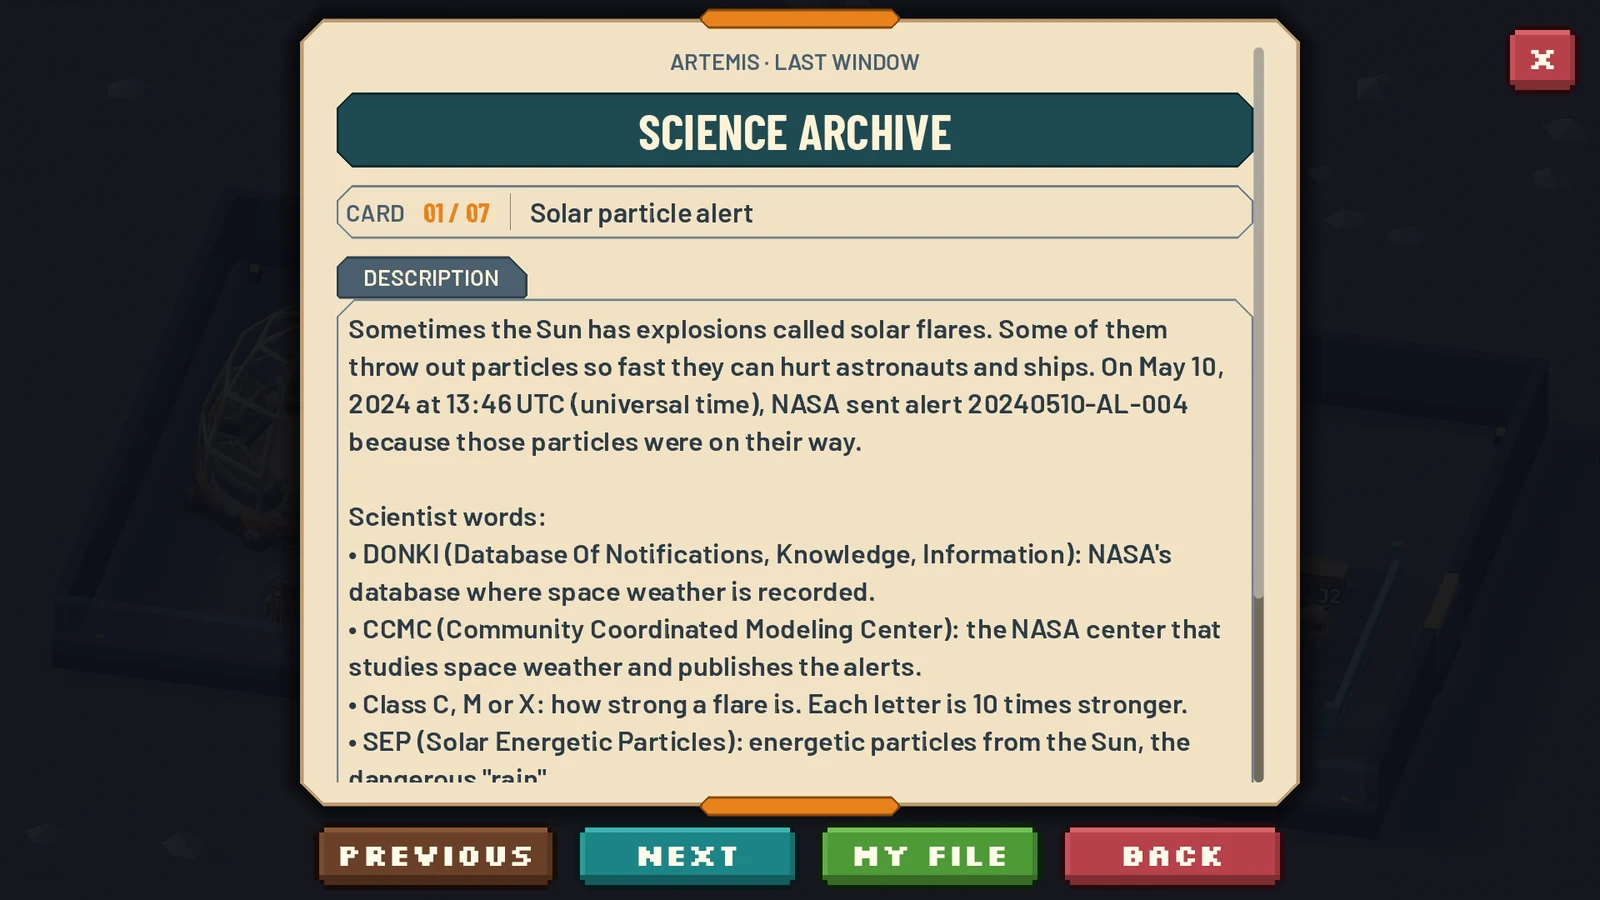 ARTEMIS · LAST WINDOW
X
SCIENCE ARCHIVE
CARD 01 / 07 Solar particle alert
DESCRIPTION
Sometimes the Sun has explosions called solar flares. Some of them
throw out particles so fast they can hurt astronauts and ships. On May 10,
2024 at 13:46 UTC (universal time), NASA sent alert 20240510-AL-004
because those particles were on their way.
Scientist words:
• DONKI (Database Of Notifications, Knowledge, Information): NASA's
database where space weather is recorded.
• CCMC (Community Coordinated Modeling Center): the NASA center that
studies space weather and publishes the alerts.
• Class C, M or X: how strong a flare is. Each letter is 10 times stronger.
• SEP (Solar Energetic Particles): energetic particles from the Sun, the
dangerous "rain"
J2
PREVIOUS
NEXT
MY FILE
BACK